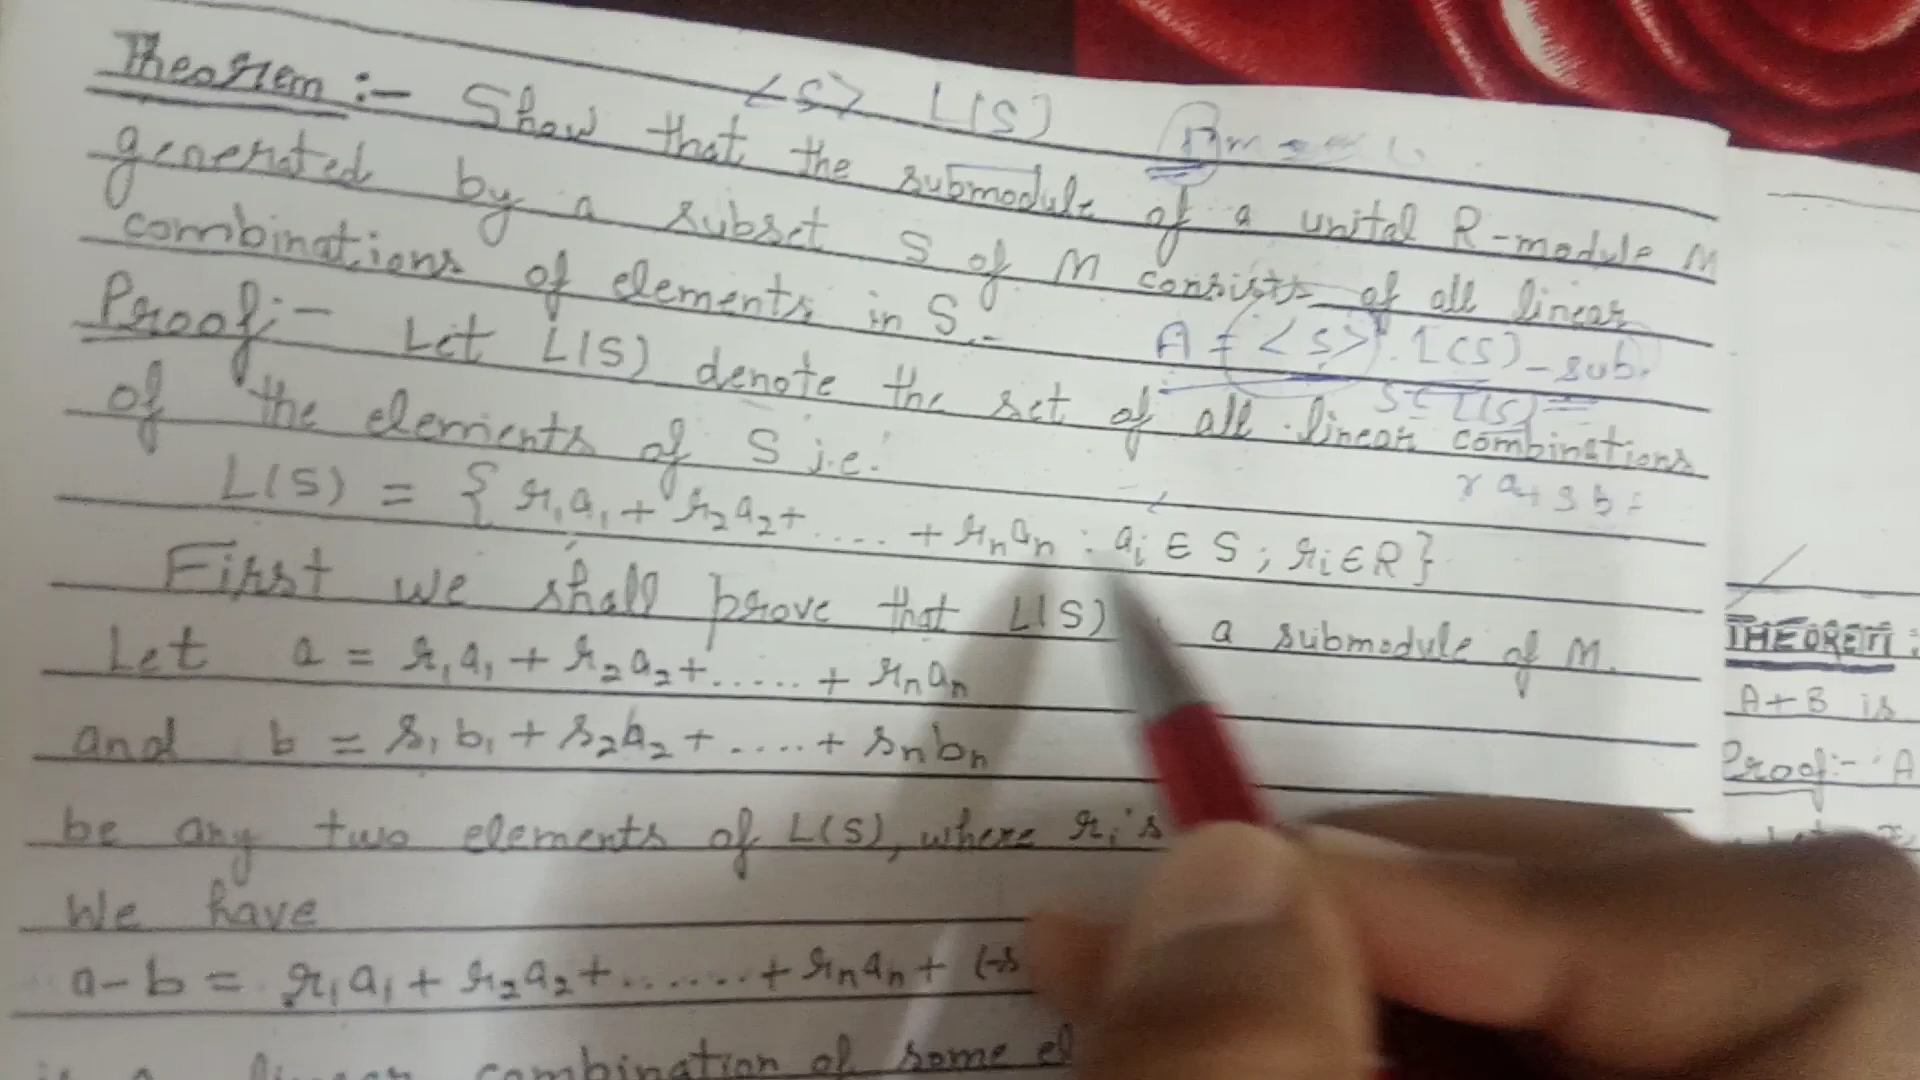 <S> L(S)
Theorem :- Show that the submodule of a unital R-module M
generated by a subset S of M consists of all linear
combinations of elements in S.
A = <S> L(S) - sub.
Proof:- Let L(S) denote the set of all linear combinations
S ⊆ L(S) =
of the elements of S i.e.
r a + s b =
L(S) = { r₁a₁ + r₂a₂ + ..... + rₙaₙ : aᵢ ∈ S ; rᵢ ∈ R }
First we shall prove that L(S) a submodule of M.
Let a = r₁a₁ + r₂a₂ + ..... + rₙaₙ
and b = s₁b₁ + s₂b₂ + ..... + sₙbₙ
be any two elements of L(S), where rᵢ's
We have
a - b = r₁a₁ + r₂a₂ + ....... + rₙaₙ + (-s
linear combination of some el
THEOREM :
A+B is
Proof:- A